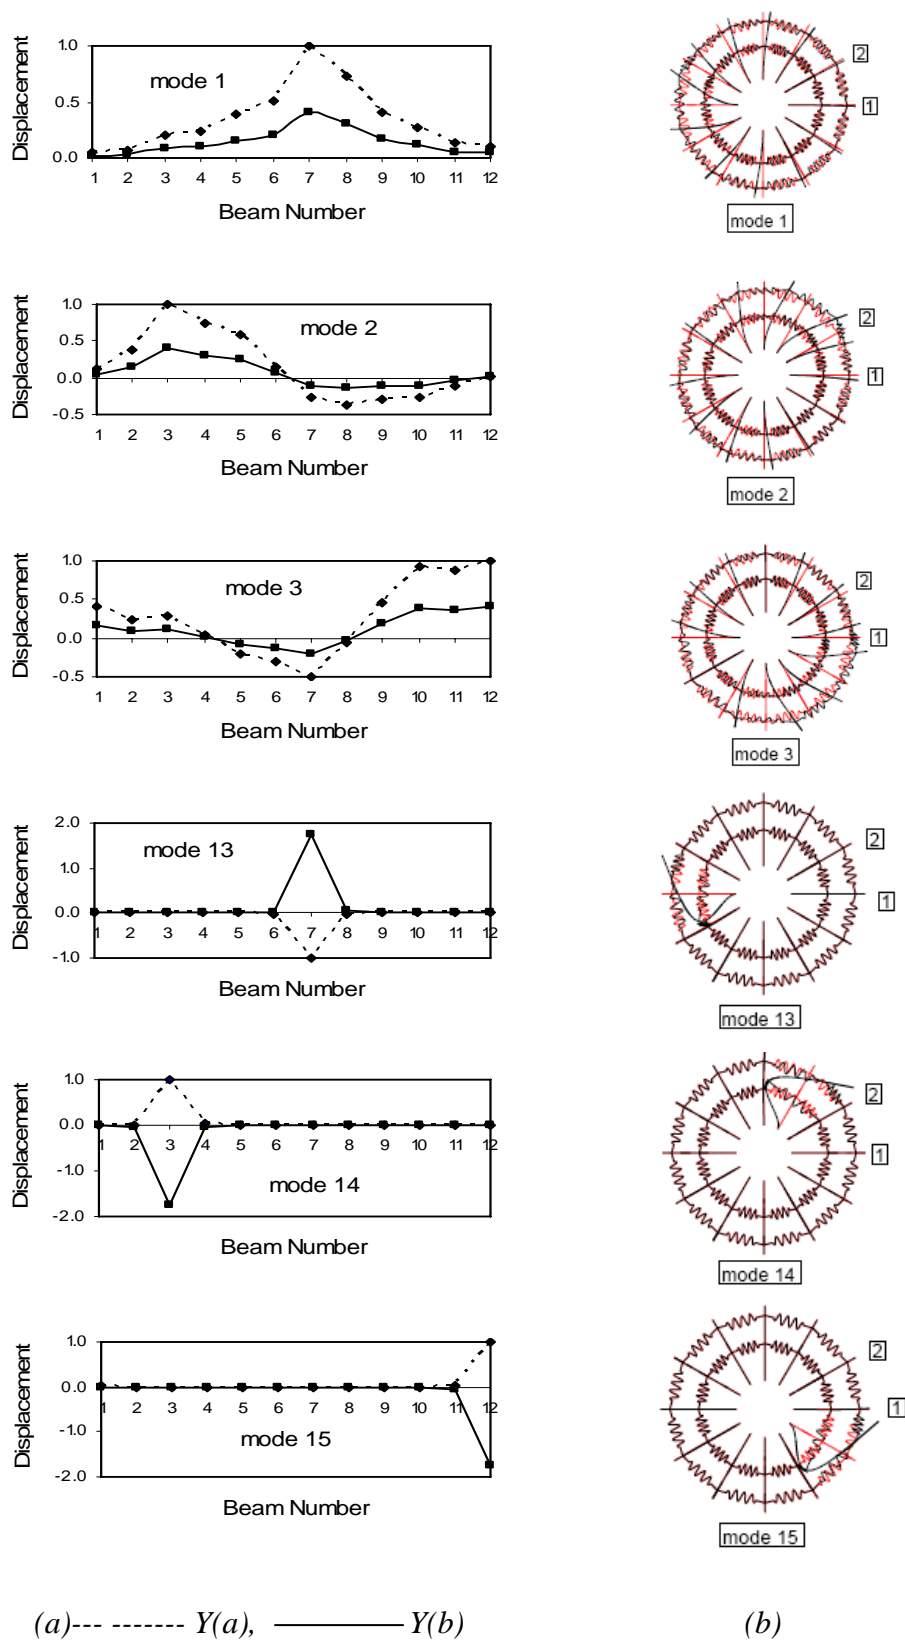 1.0
0.5
0.0
Displacement
mode 1
1 2 3 4 5 6 7 8 9 10 11 12
Beam Number
2
1
mode 1
1.0
0.5
0.0
-0.5
Displacement
mode 2
1 2 3 4 5 6 7 8 9 10 11 12
Beam Number
2
1
mode 2
1.0
0.5
0.0
-0.5
Displacement
mode 3
1 2 3 4 5 6 7 8 9 10 11 12
Beam Number
2
1
mode 3
2.0
1.0
0.0
-1.0
Displacement
mode 13
1 2 3 4 5 6 7 8 9 10 11 12
Beam Number
2
1
mode 13
1.0
0.0
-1.0
-2.0
Displacement
1 2 3 4 5 6 7 8 9 10 11 12
mode 14
Beam Number
2
1
mode 14
1.0
0.0
-1.0
-2.0
Displacement
1 2 3 4 5 6 7 8 9 10 11 12
mode 15
Beam Number
2
1
mode 15
(a)--- ------- Y(a), ——— Y(b)
(b)